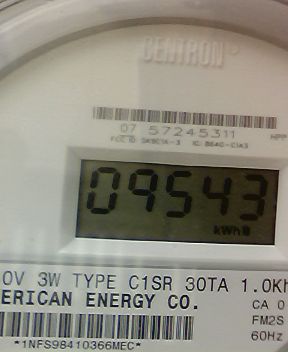 CENTRON
07 57245311
09543
kWh
0V 3W TYPE C1SR 30TA 1.0Kh
ERICAN ENERGY CO.
CA 0
FM2S
60Hz
*1NFS98410366MEC*